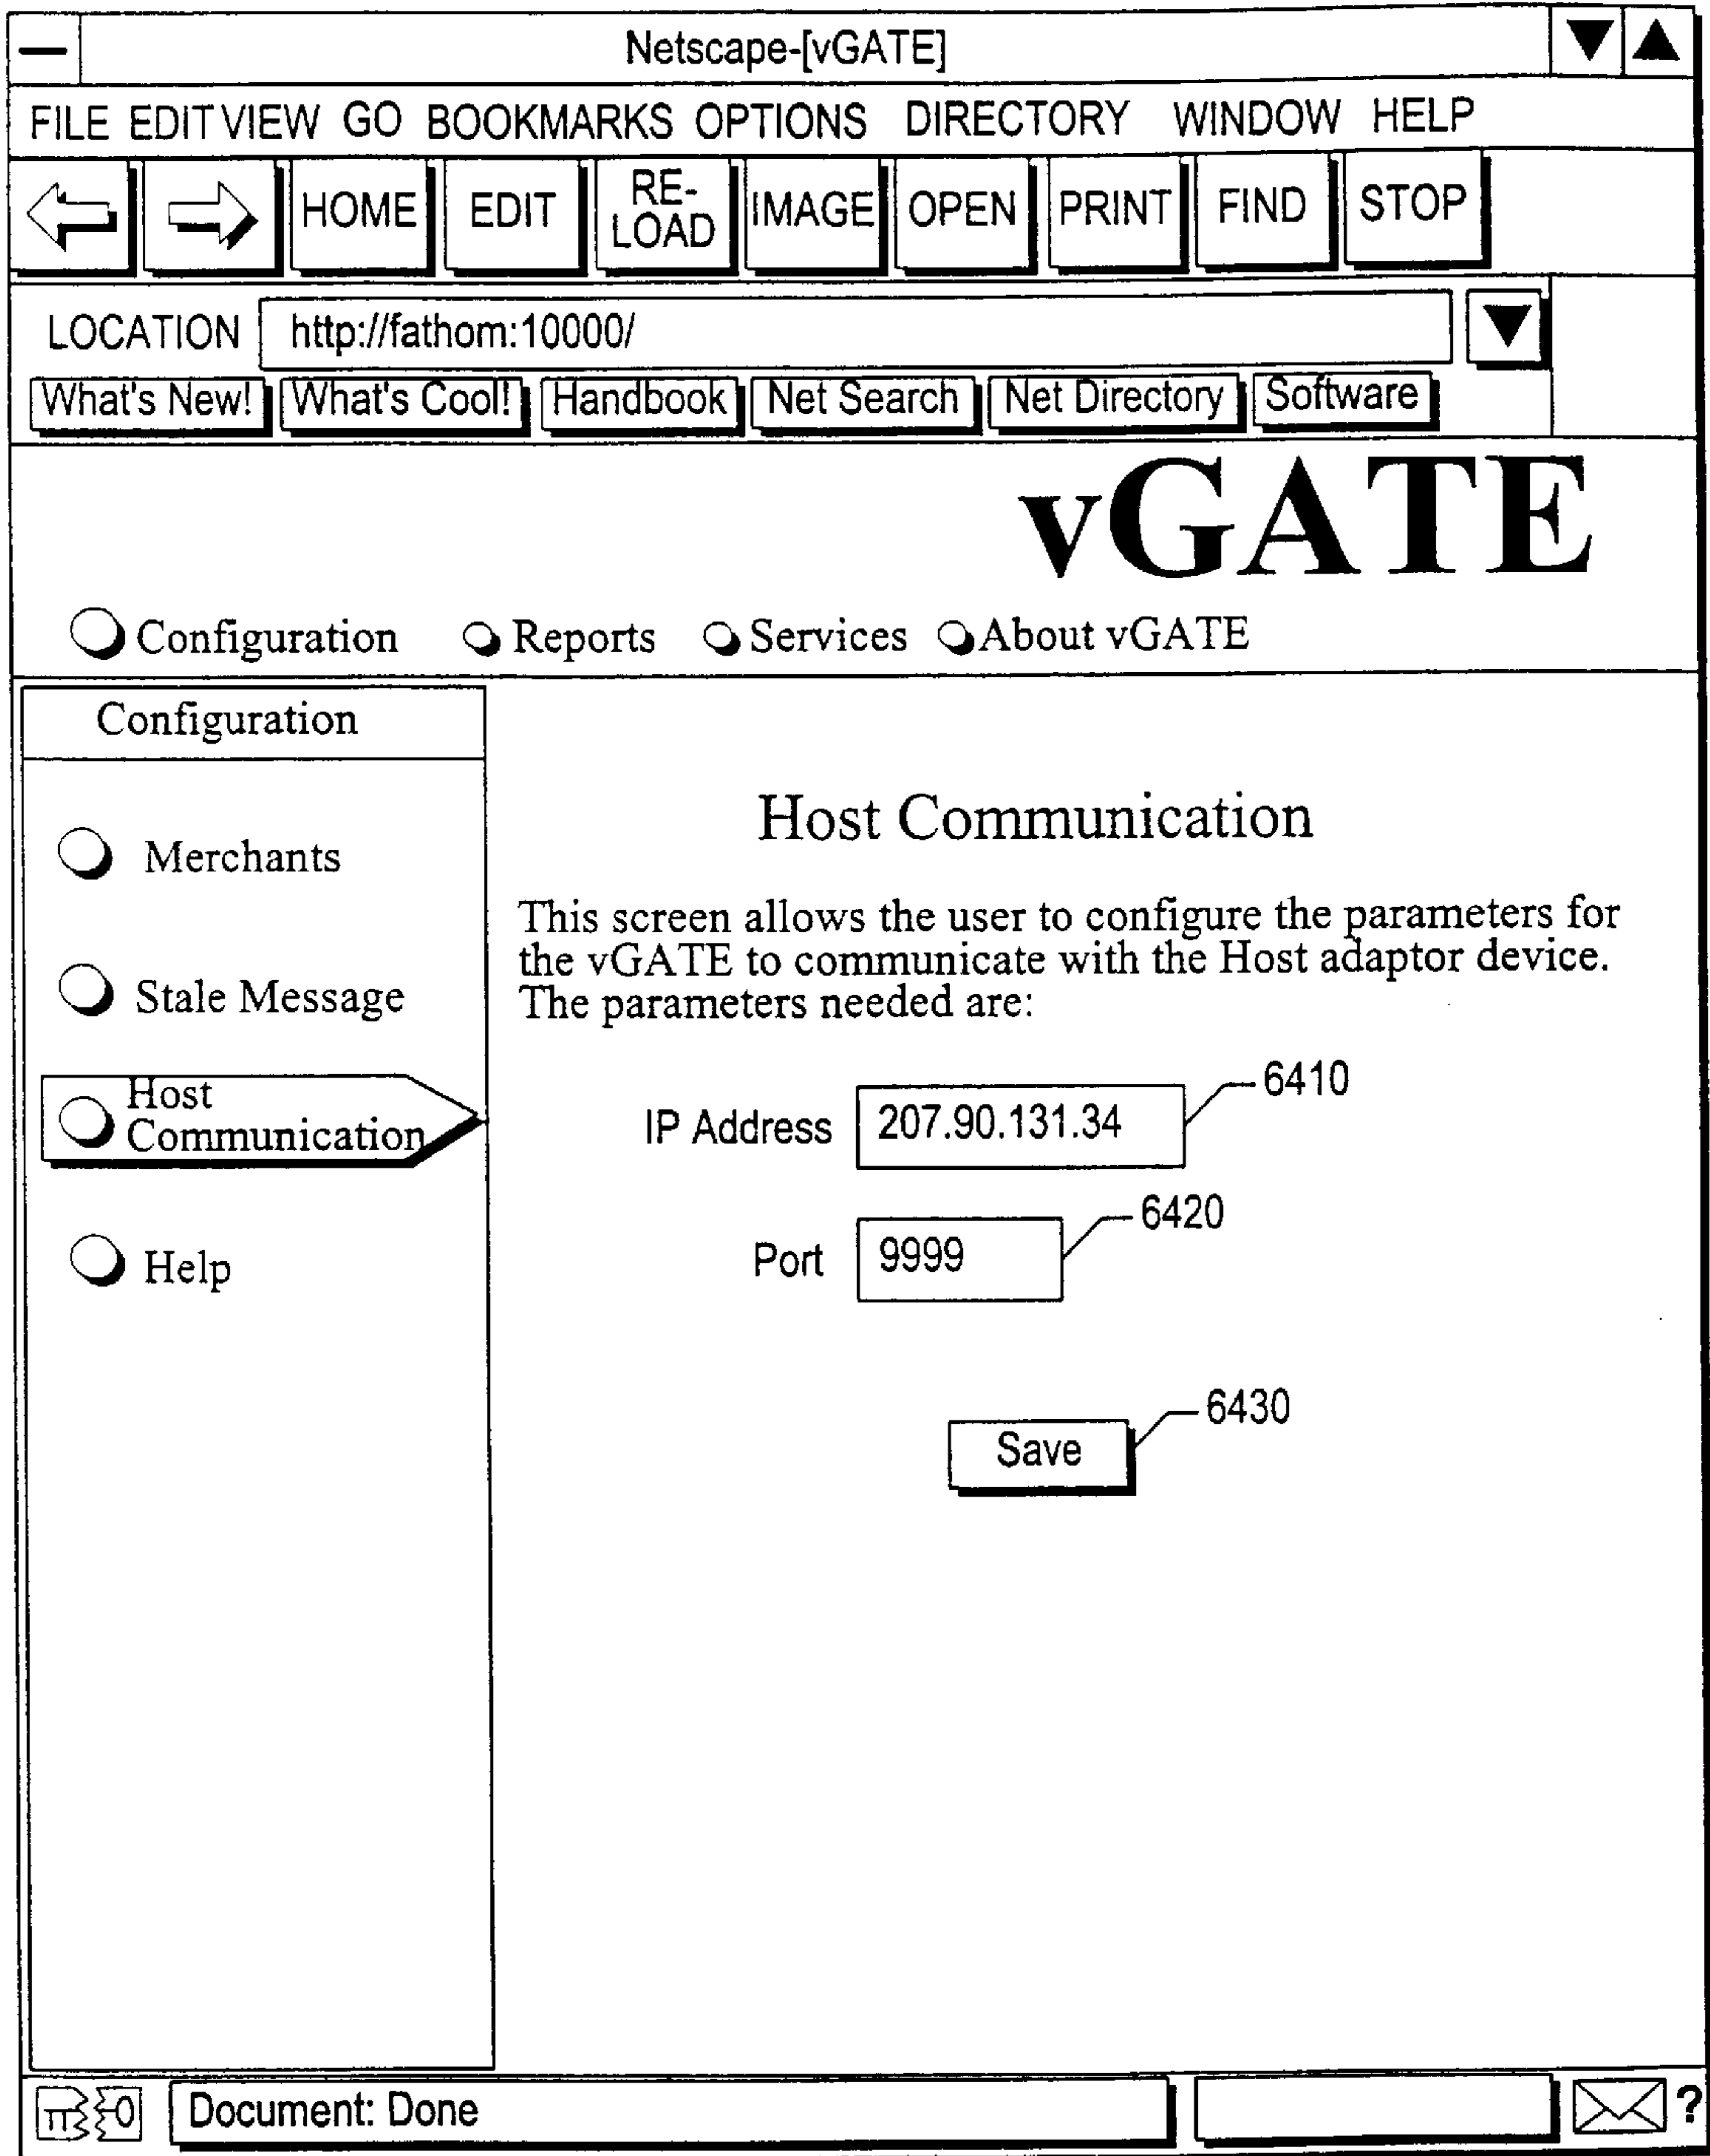 Netscape-[vGATE]
FILE EDIT VIEW GO BOOKMARKS OPTIONS DIRECTORY WINDOW HELP
HOME EDIT RE-
LOAD IMAGE OPEN PRINT FIND STOP
LOCATION http://fathom:10000/
What's New! What's Cool! Handbook Net Search Net Directory Software
vGATE
Configuration Reports Services About vGATE
Configuration
Merchants
Stale Message
Host
Communication
Help
Host Communication
This screen allows the user to configure the parameters for
the vGATE to communicate with the Host adaptor device.
The parameters needed are:
IP Address 207.90.131.34 6410
Port 9999 6420
Save 6430
Document: Done
?